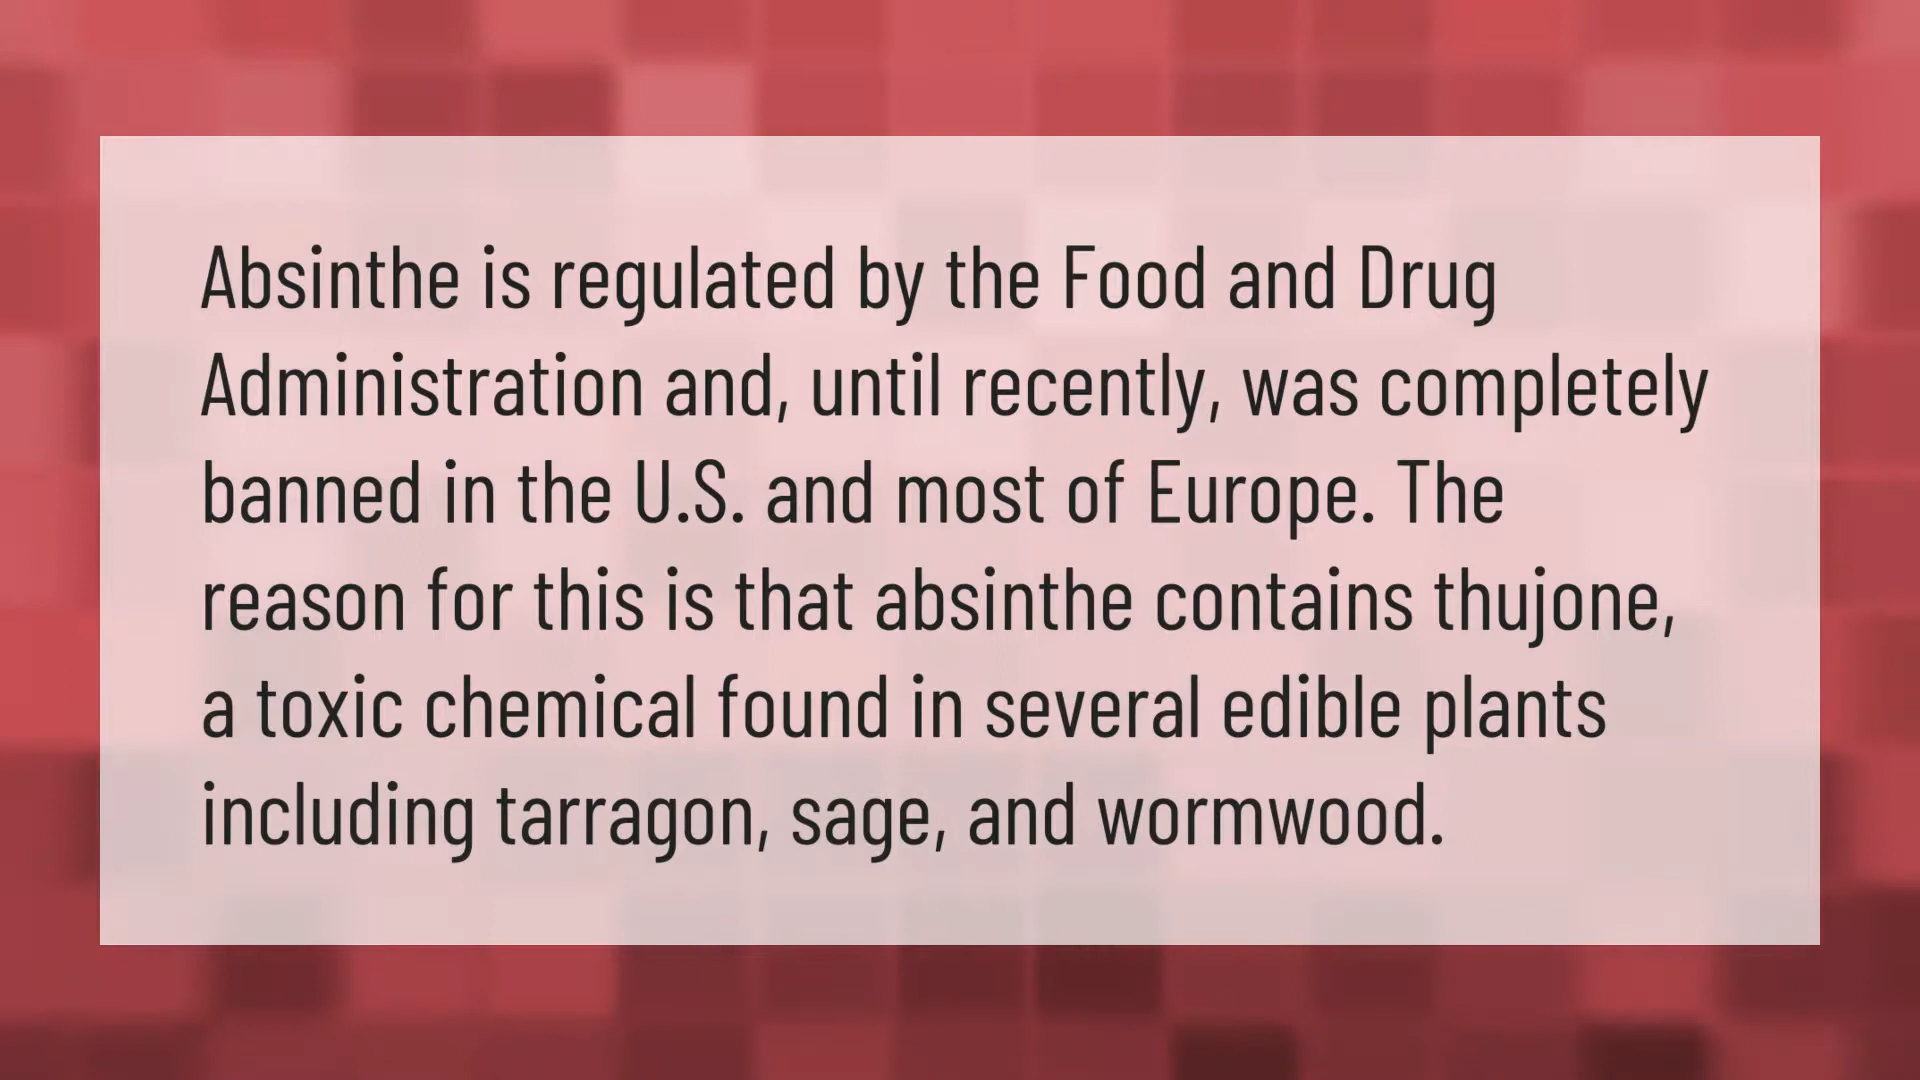 Absinthe is regulated by the Food and Drug
Administration and, until recently, was completely
banned in the U.S. and most of Europe. The
reason for this is that absinthe contains thujone,
a toxic chemical found in several edible plants
including tarragon, sage, and wormwood.